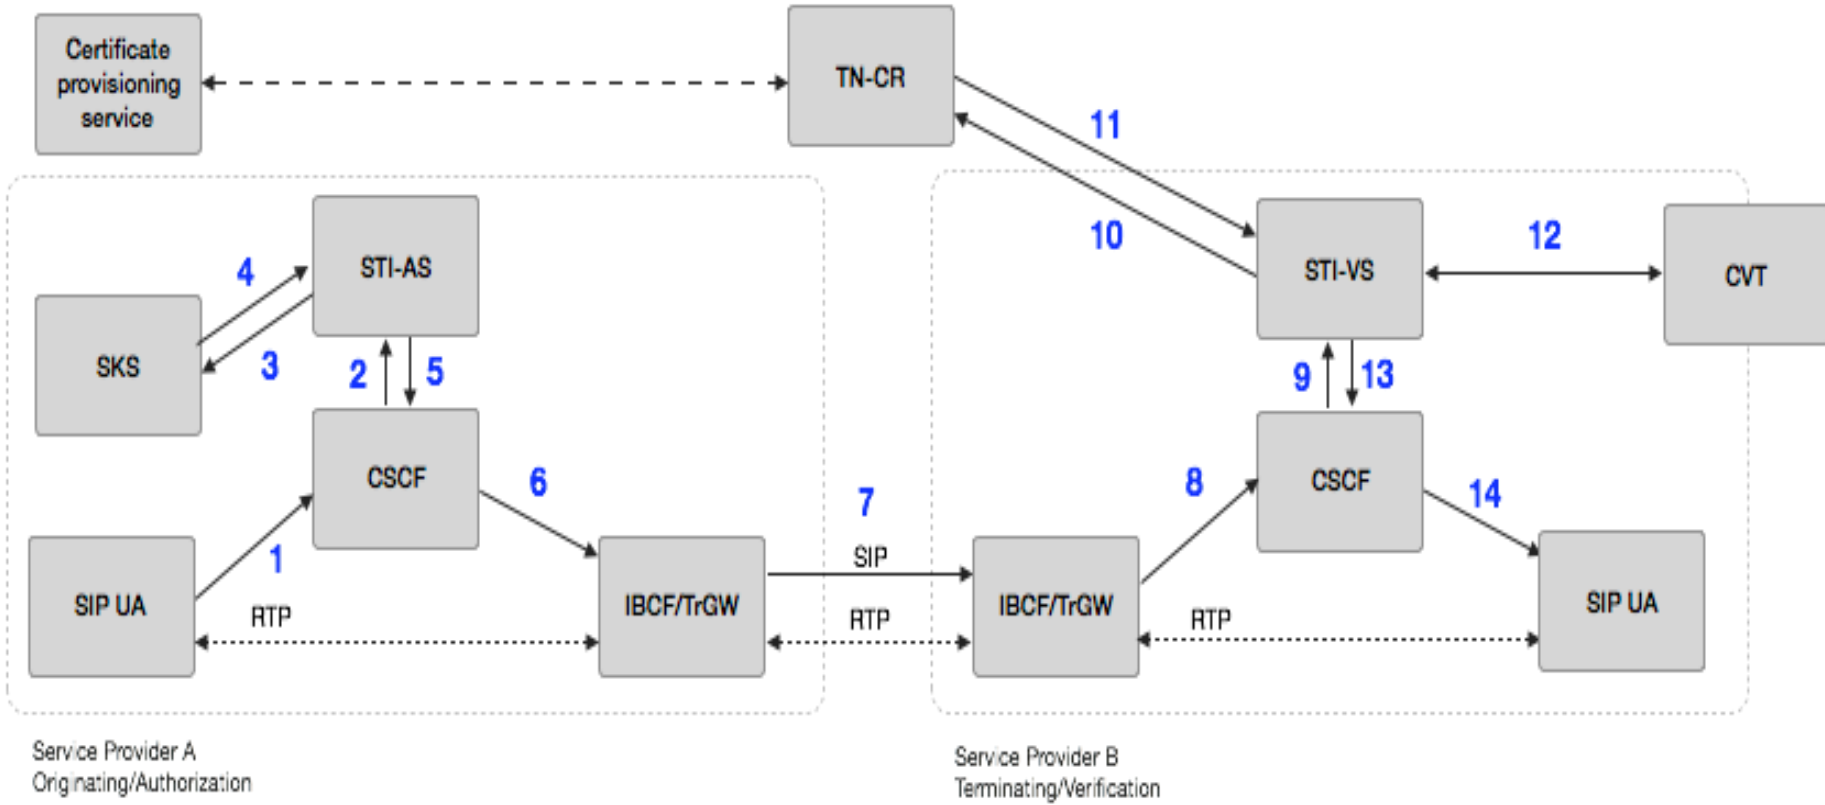 Certificate
provisioning
service
TN-CR
11
10
STI-AS
4
3
SKS
2
5
CSCF
6
1
SIP UA
RTP
IBCF/TrGW
7
SIP
RTP
STI-VS
12
CVT
9
13
CSCF
8
14
IBCF/TrGW
RTP
SIP UA
Service Provider A
Originating/Authorization
Service Provider B
Terminating/Verification